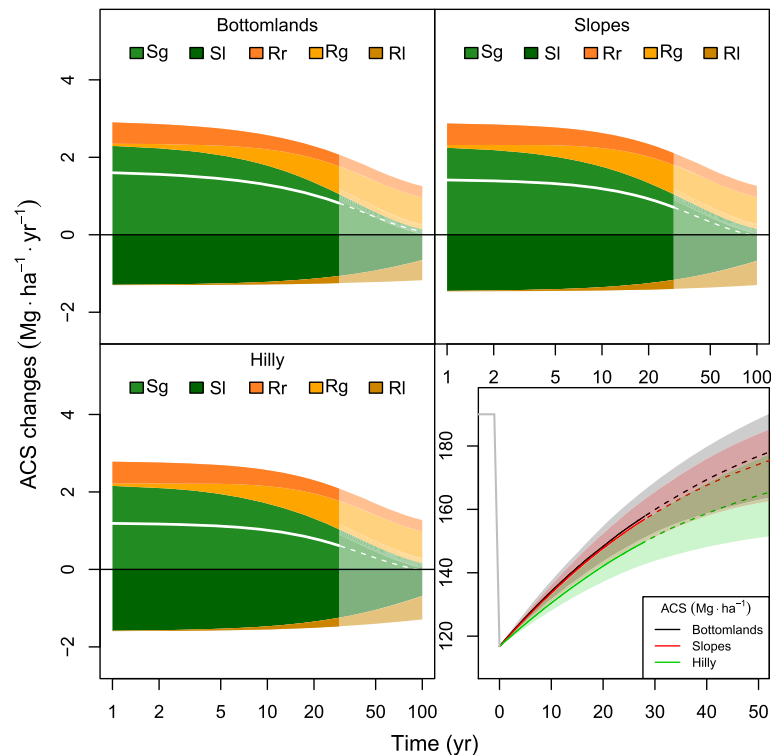 Bottomlands
Sg Sl Rr Rg Rl
Slopes
Sg Sl Rr Rg Rl
ACS changes (Mg · ha⁻¹ · yr⁻¹)
4
2
0
−2
1 2 5 10 20 50 100
Hilly
Sg Sl Rr Rg Rl
4
2
0
−2
1 2 5 10 20 50 100
180
160
140
120
ACS (Mg · ha⁻¹)
Bottomlands
Slopes
Hilly
0 10 20 30 40 50
Time (yr)